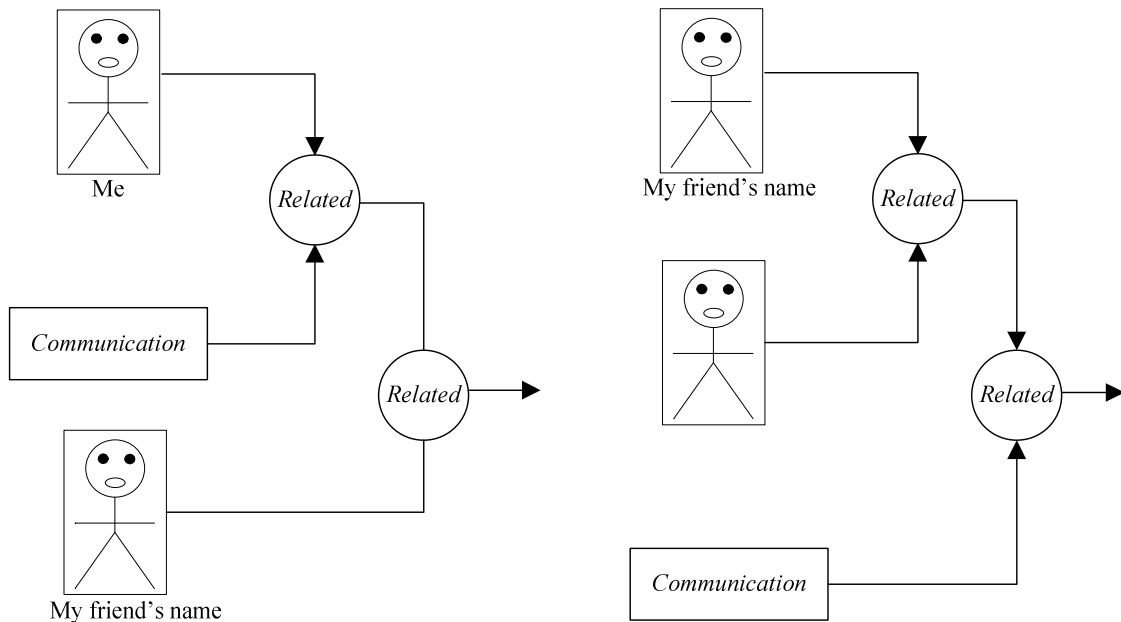 Me
Related
Communication
Related
My friend’s name
My friend’s name
Related
Related
Communication